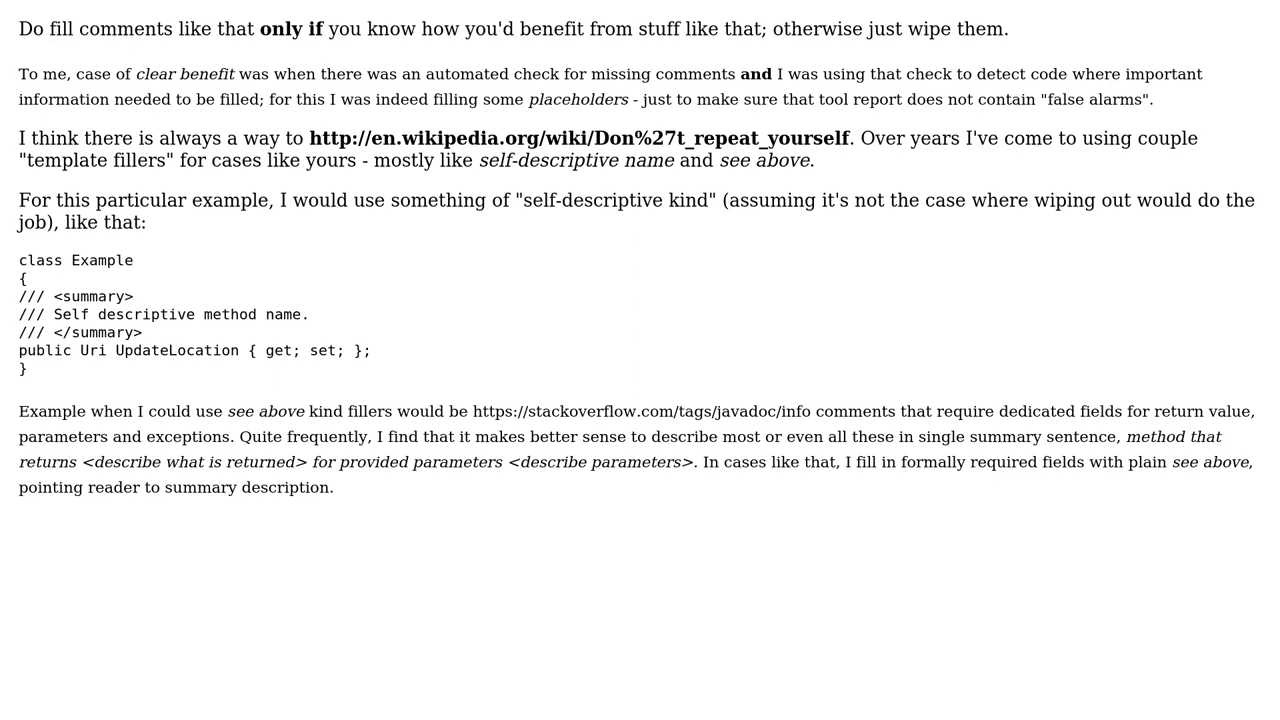 Do fill comments like that only if you know how you'd benefit from stuff like that; otherwise just wipe them.
To me, case of clear benefit was when there was an automated check for missing comments and I was using that check to detect code where important
information needed to be filled; for this I was indeed filling some placeholders - just to make sure that tool report does not contain "false alarms".
I think there is always a way to http://en.wikipedia.org/wiki/Don%27t_repeat_yourself. Over years I've come to using couple
"template fillers" for cases like yours - mostly like self-descriptive name and see above.
For this particular example, I would use something of "self-descriptive kind" (assuming it's not the case where wiping out would do the
job), like that:
class Example
{
/// <summary>
/// Self descriptive method name.
/// </summary>
public Uri UpdateLocation { get; set; };
}
Example when I could use see above kind fillers would be https://stackoverflow.com/tags/javadoc/info comments that require dedicated fields for return value,
parameters and exceptions. Quite frequently, I find that it makes better sense to describe most or even all these in single summary sentence, method that
returns <describe what is returned> for provided parameters <describe parameters>. In cases like that, I fill in formally required fields with plain see above,
pointing reader to summary description.